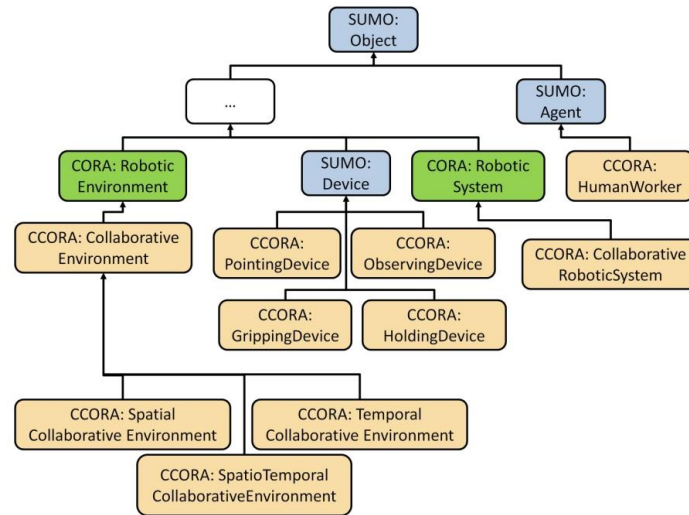 SUMO:
Object
...
SUMO:
Agent
CORA: Robotic
Environment
SUMO:
Device
CORA: Robotic
System
CCORA:
HumanWorker
CCORA: Collaborative
Environment
CCORA:
PointingDevice
CCORA:
ObservingDevice
CCORA: Collaborative
RoboticSystem
CCORA:
GrippingDevice
CCORA:
HoldingDevice
CCORA: Spatial
Collaborative Environment
CCORA: Temporal
Collaborative Environment
CCORA: SpatioTemporal
CollaborativeEnvironment